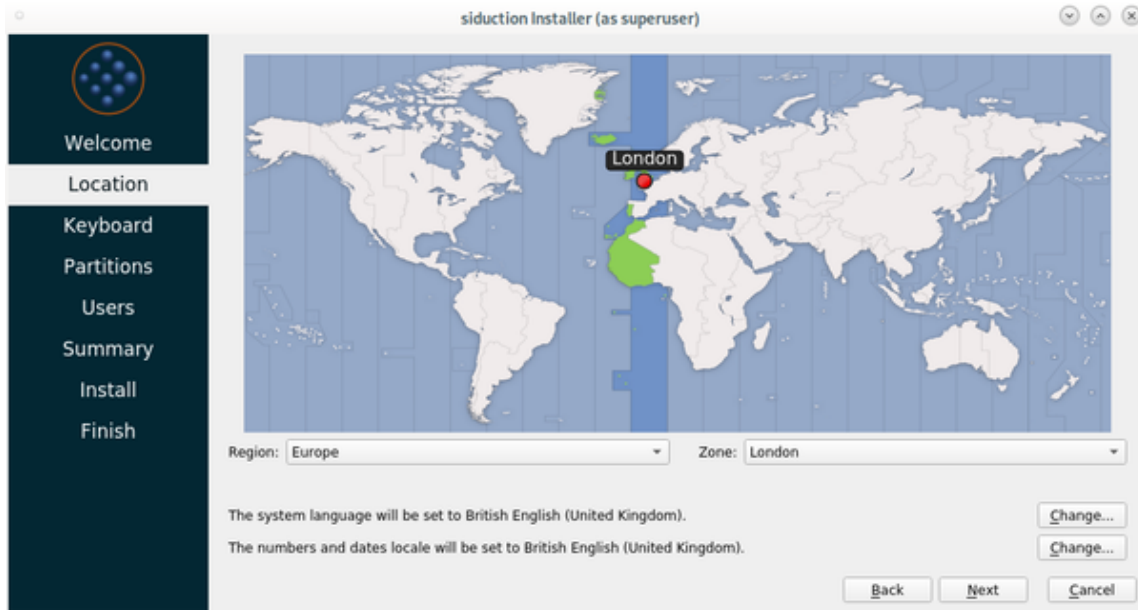 siduction Installer (as superuser)
Welcome
Location
Keyboard
Partitions
Users
Summary
Install
Finish
London
Region: Europe Zone: London
The system language will be set to British English (United Kingdom). Change...
The numbers and dates locale will be set to British English (United Kingdom). Change...
Back Next Cancel